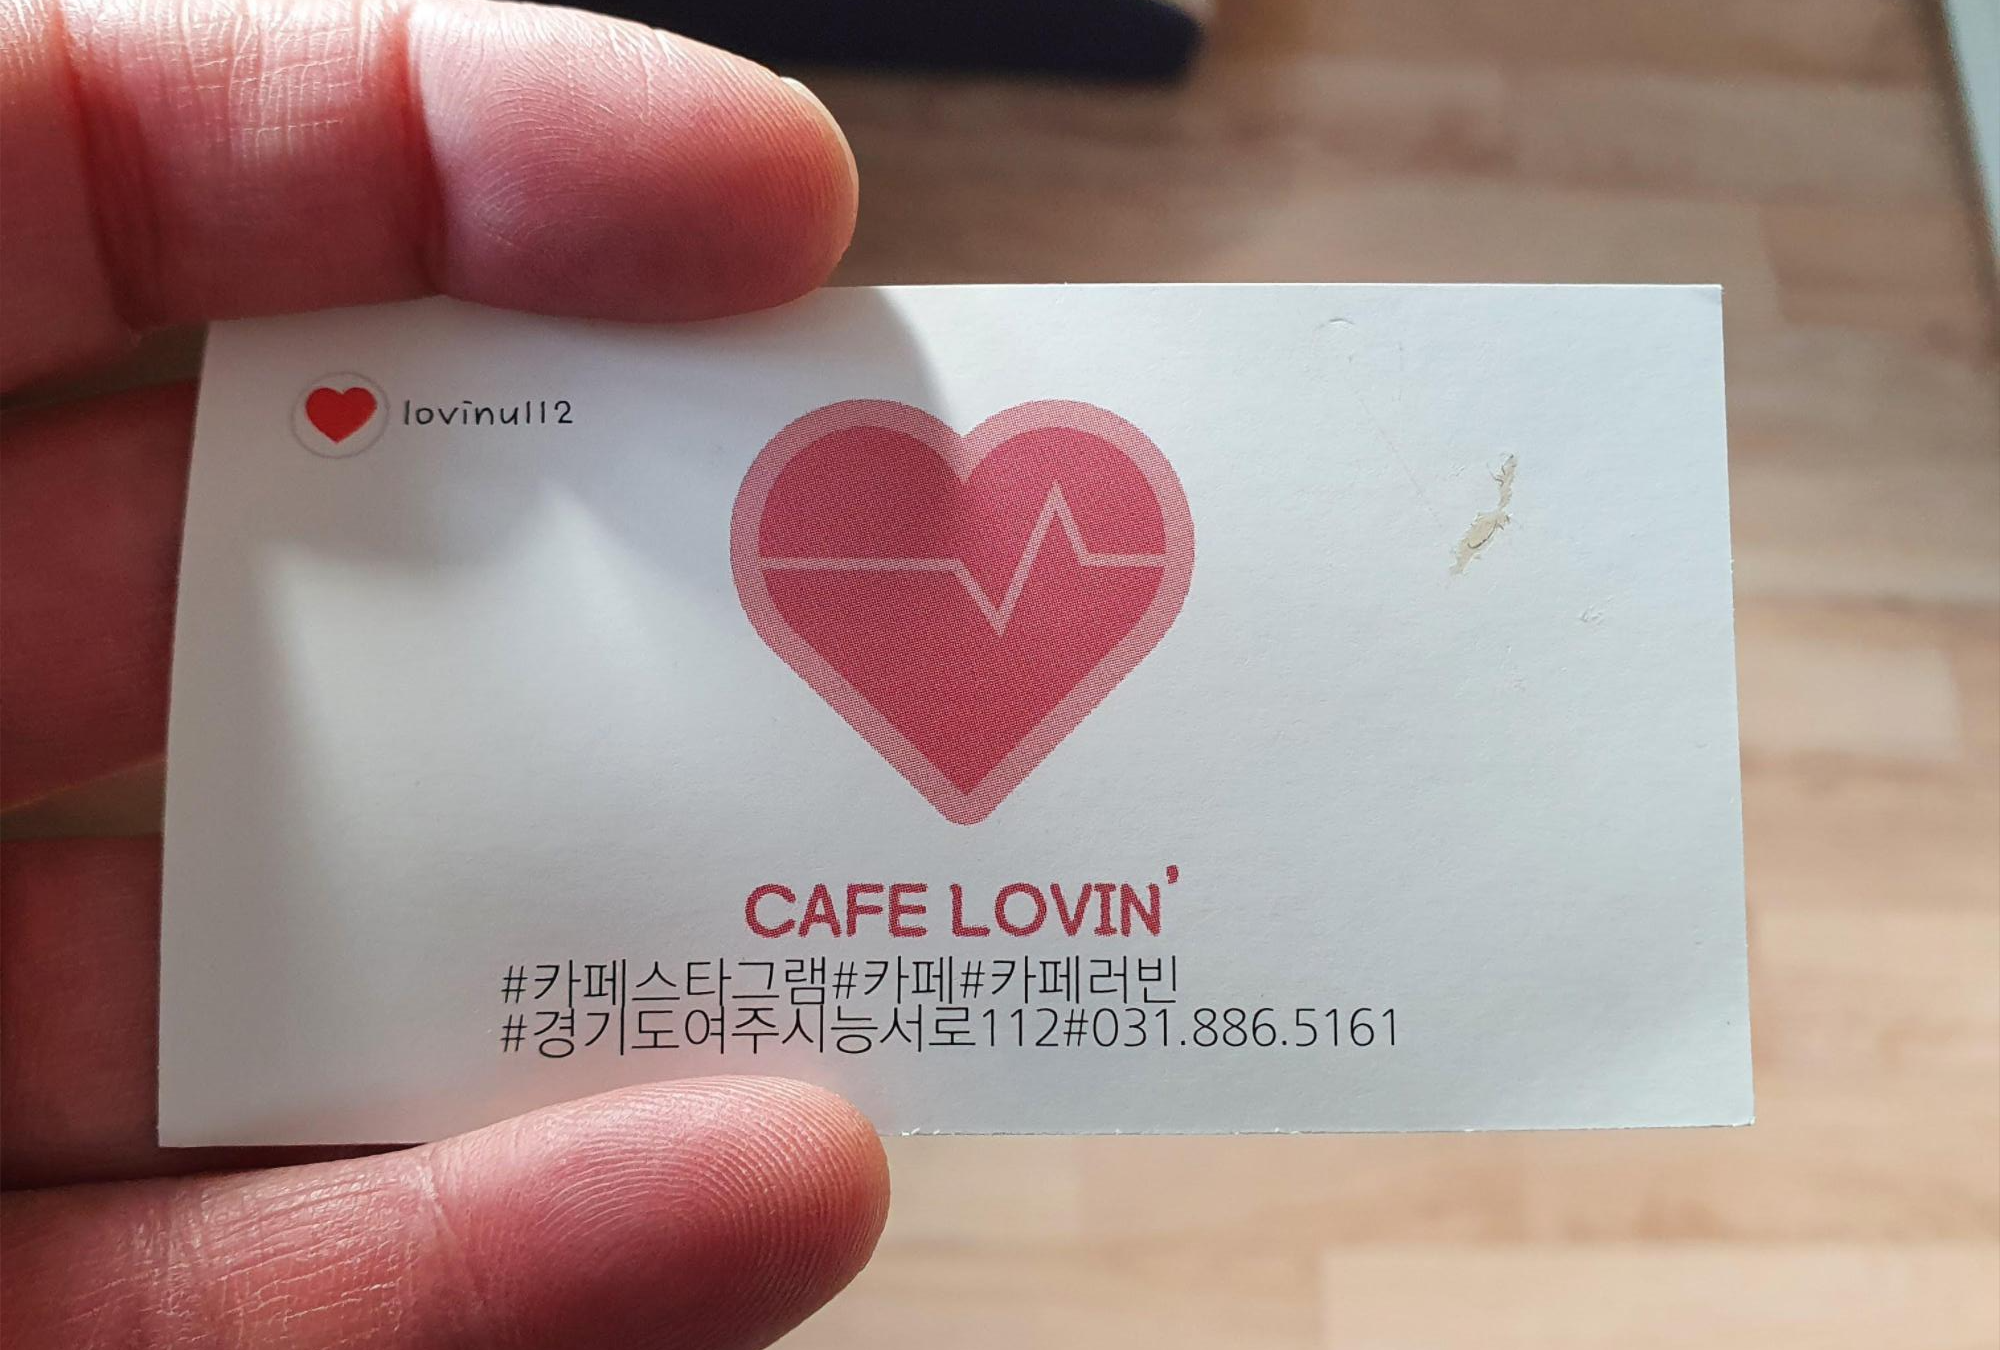 lovinu112
CAFE LOVIN'
#카페스타그램#카페#카페러빈
#경기도여주시능서로112#031.886.5161